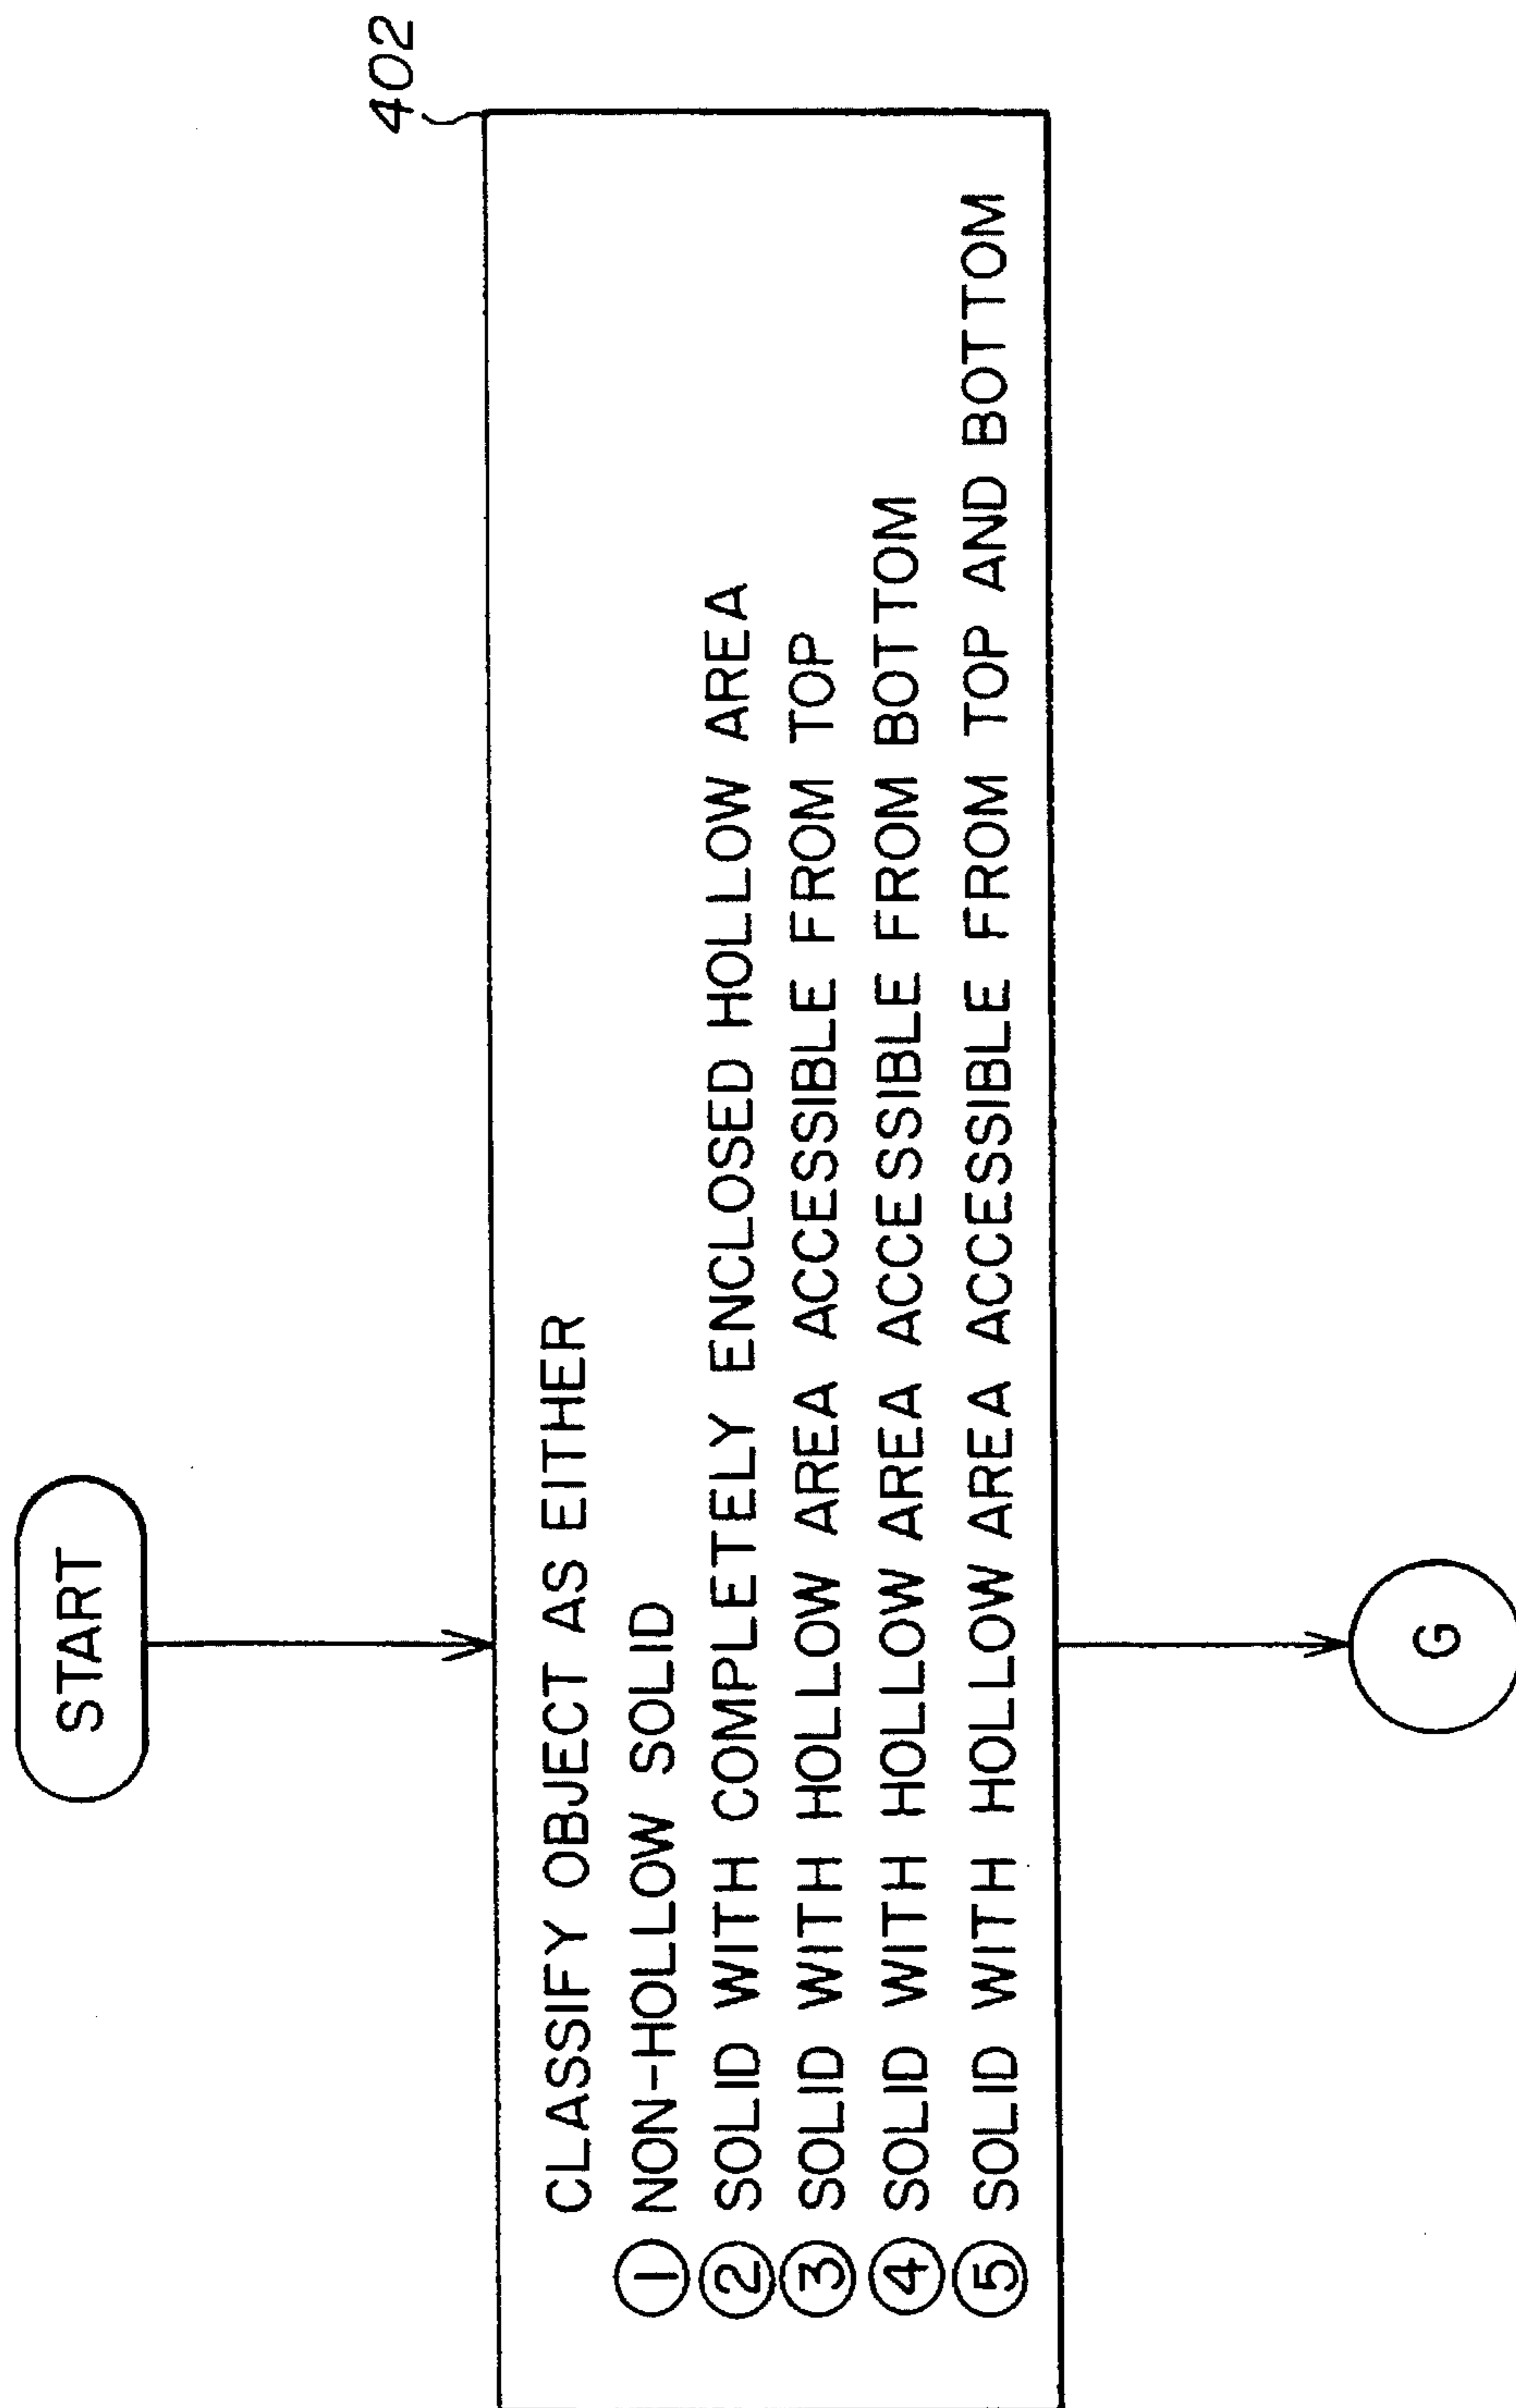 START
402
CLASSIFY OBJECT AS EITHER
① NON-HOLLOW SOLID
② SOLID WITH COMPLETELY ENCLOSED HOLLOW AREA
③ SOLID WITH HOLLOW AREA ACCESSIBLE FROM TOP
④ SOLID WITH HOLLOW AREA ACCESSIBLE FROM BOTTOM
⑤ SOLID WITH HOLLOW AREA ACCESSIBLE FROM TOP AND BOTTOM
G